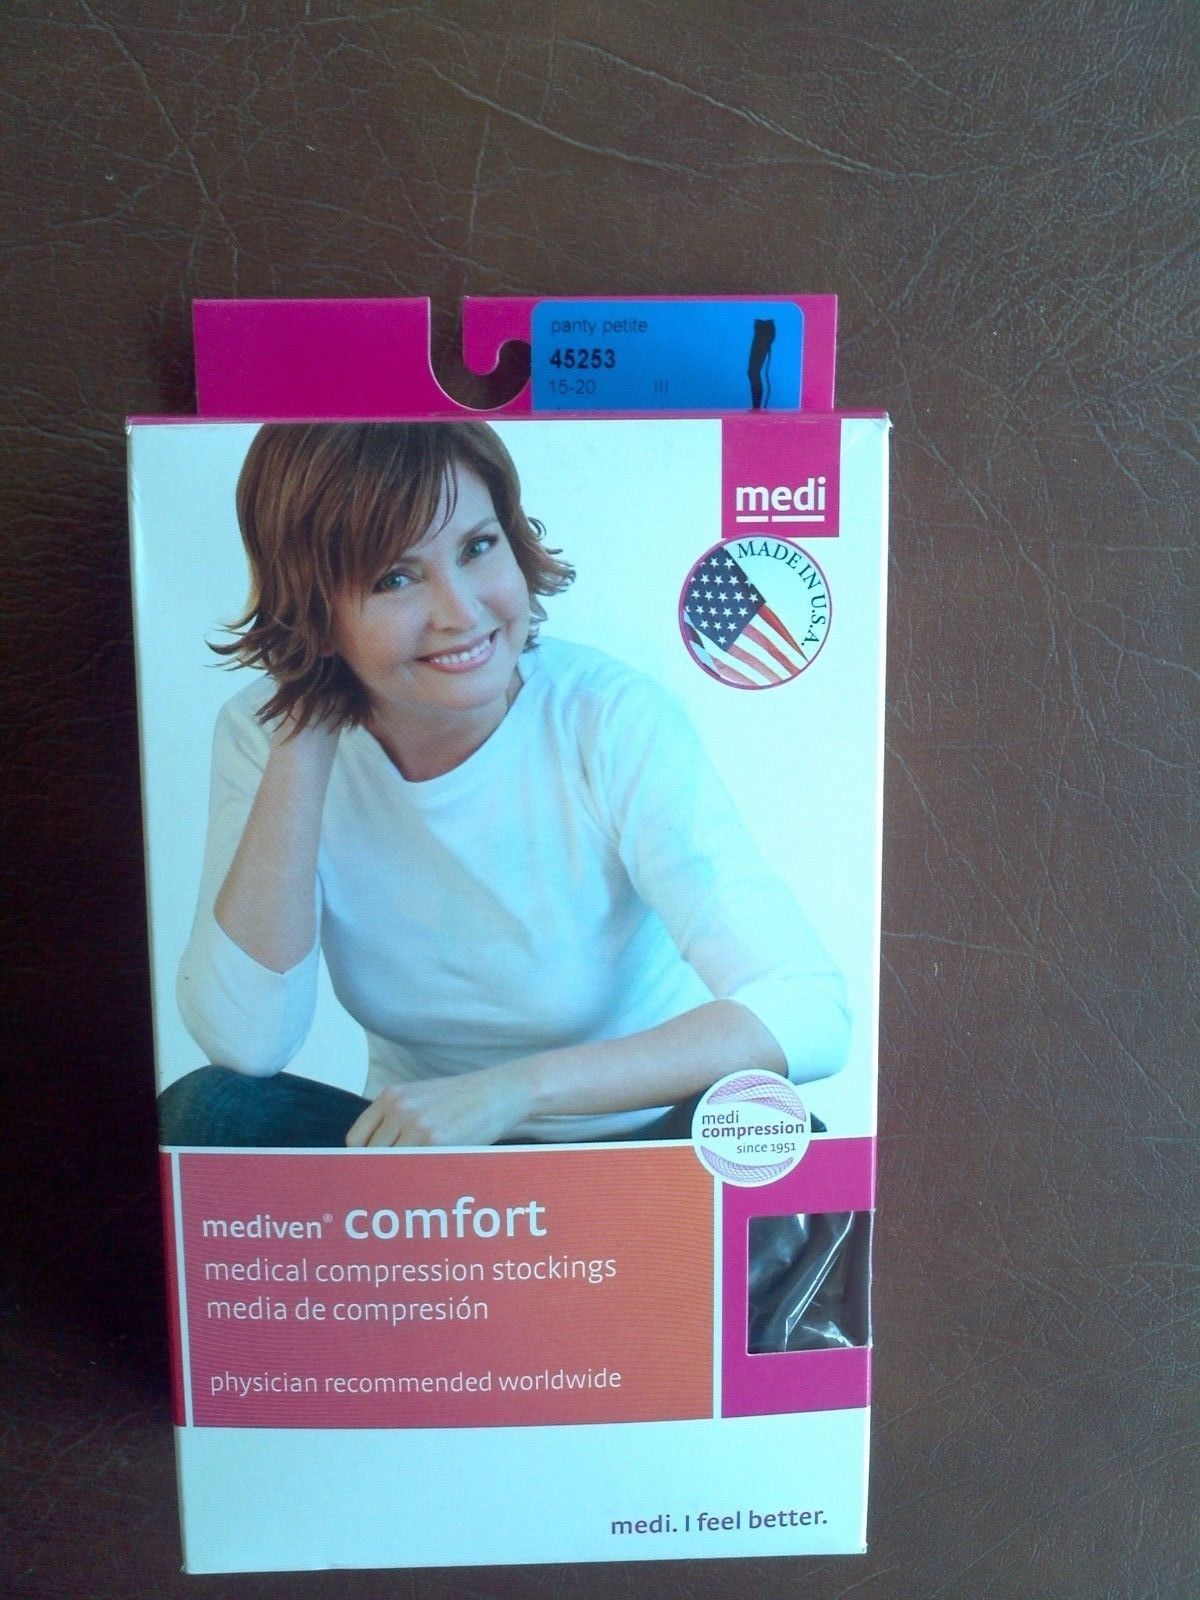 panty petite
45253
15-20 III
medi
MADE IN U.S.A.
medi
compression
since 1951
mediven® comfort
medical compression stockings
media de compresión
physician recommended worldwide
medi. I feel better.